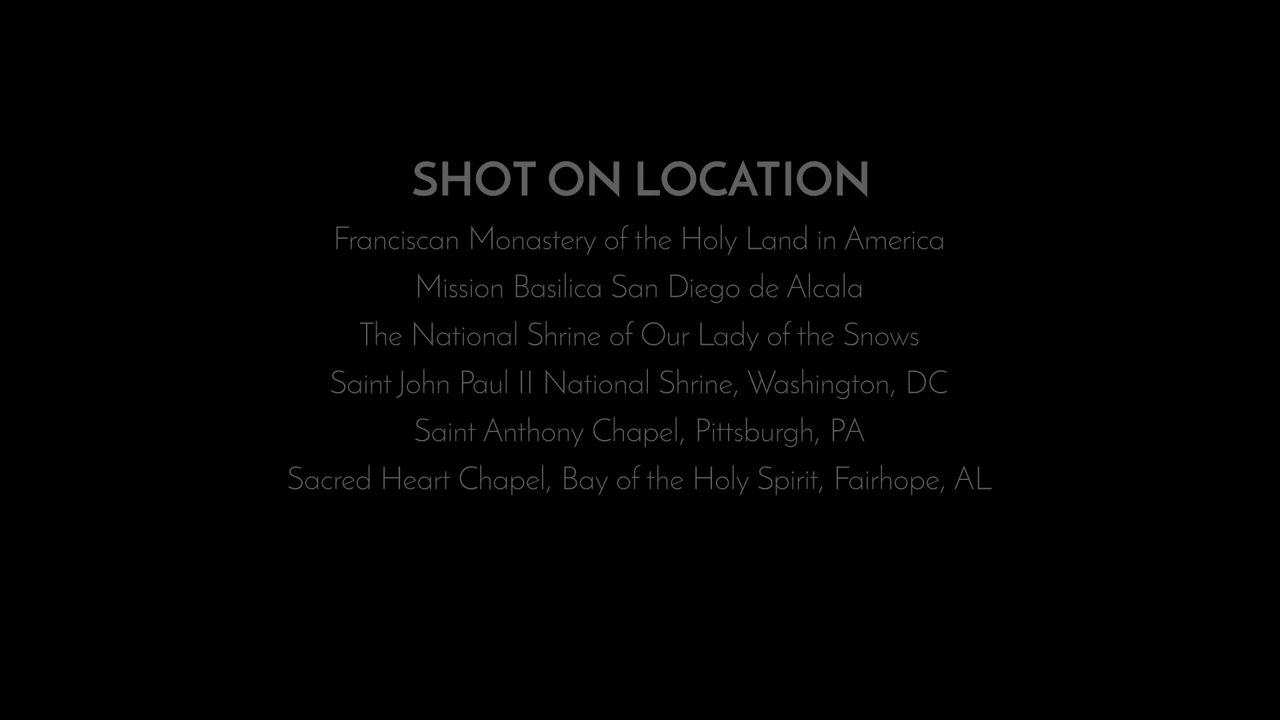 SHOT ON LOCATION
Franciscan Monastery of the Holy Land in America
Mission Basilica San Diego de Alcala
The National Shrine of Our Lady of the Snows
Saint John Paul II National Shrine, Washington, DC
Saint Anthony Chapel, Pittsburgh, PA
Sacred Heart Chapel, Bay of the Holy Spirit, Fairhope, AL